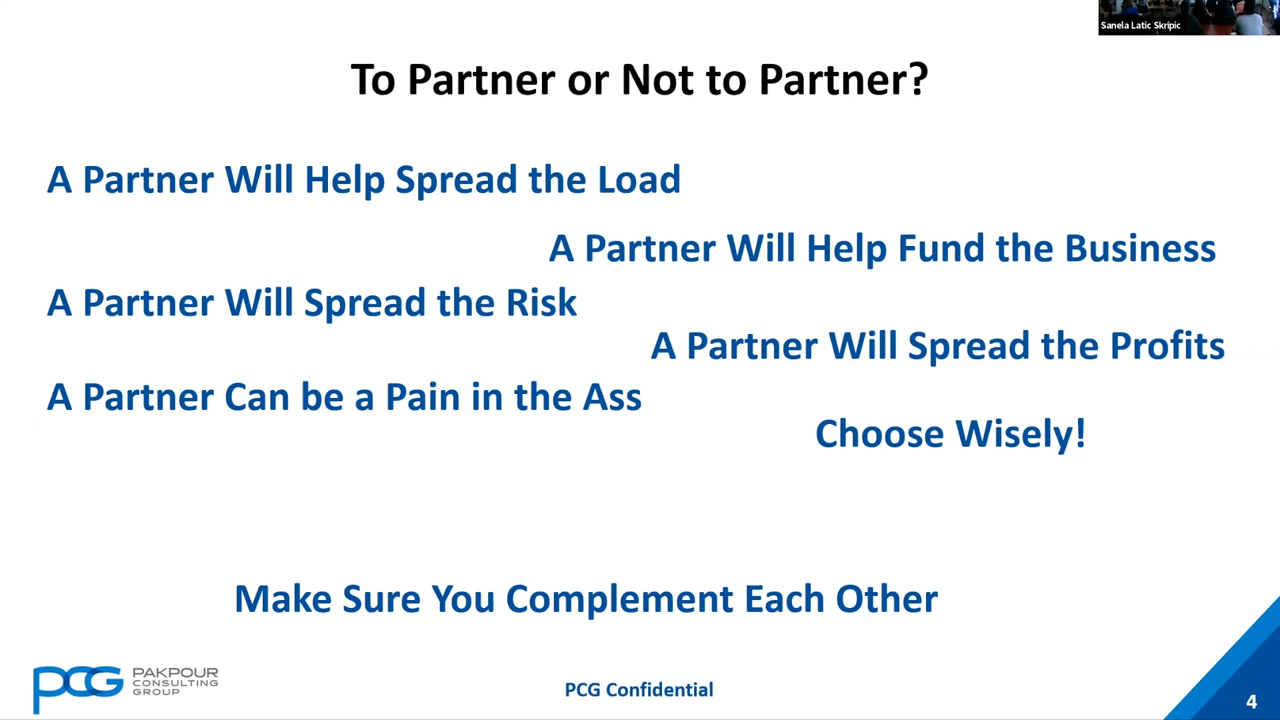 Sanela Latic Skripic
To Partner or Not to Partner?
A Partner Will Help Spread the Load
A Partner Will Help Fund the Business
A Partner Will Spread the Risk
A Partner Will Spread the Profits
A Partner Can be a Pain in the Ass
Choose Wisely!
Make Sure You Complement Each Other
PCG PAKPOUR
CONSULTING
GROUP
PCG Confidential
4